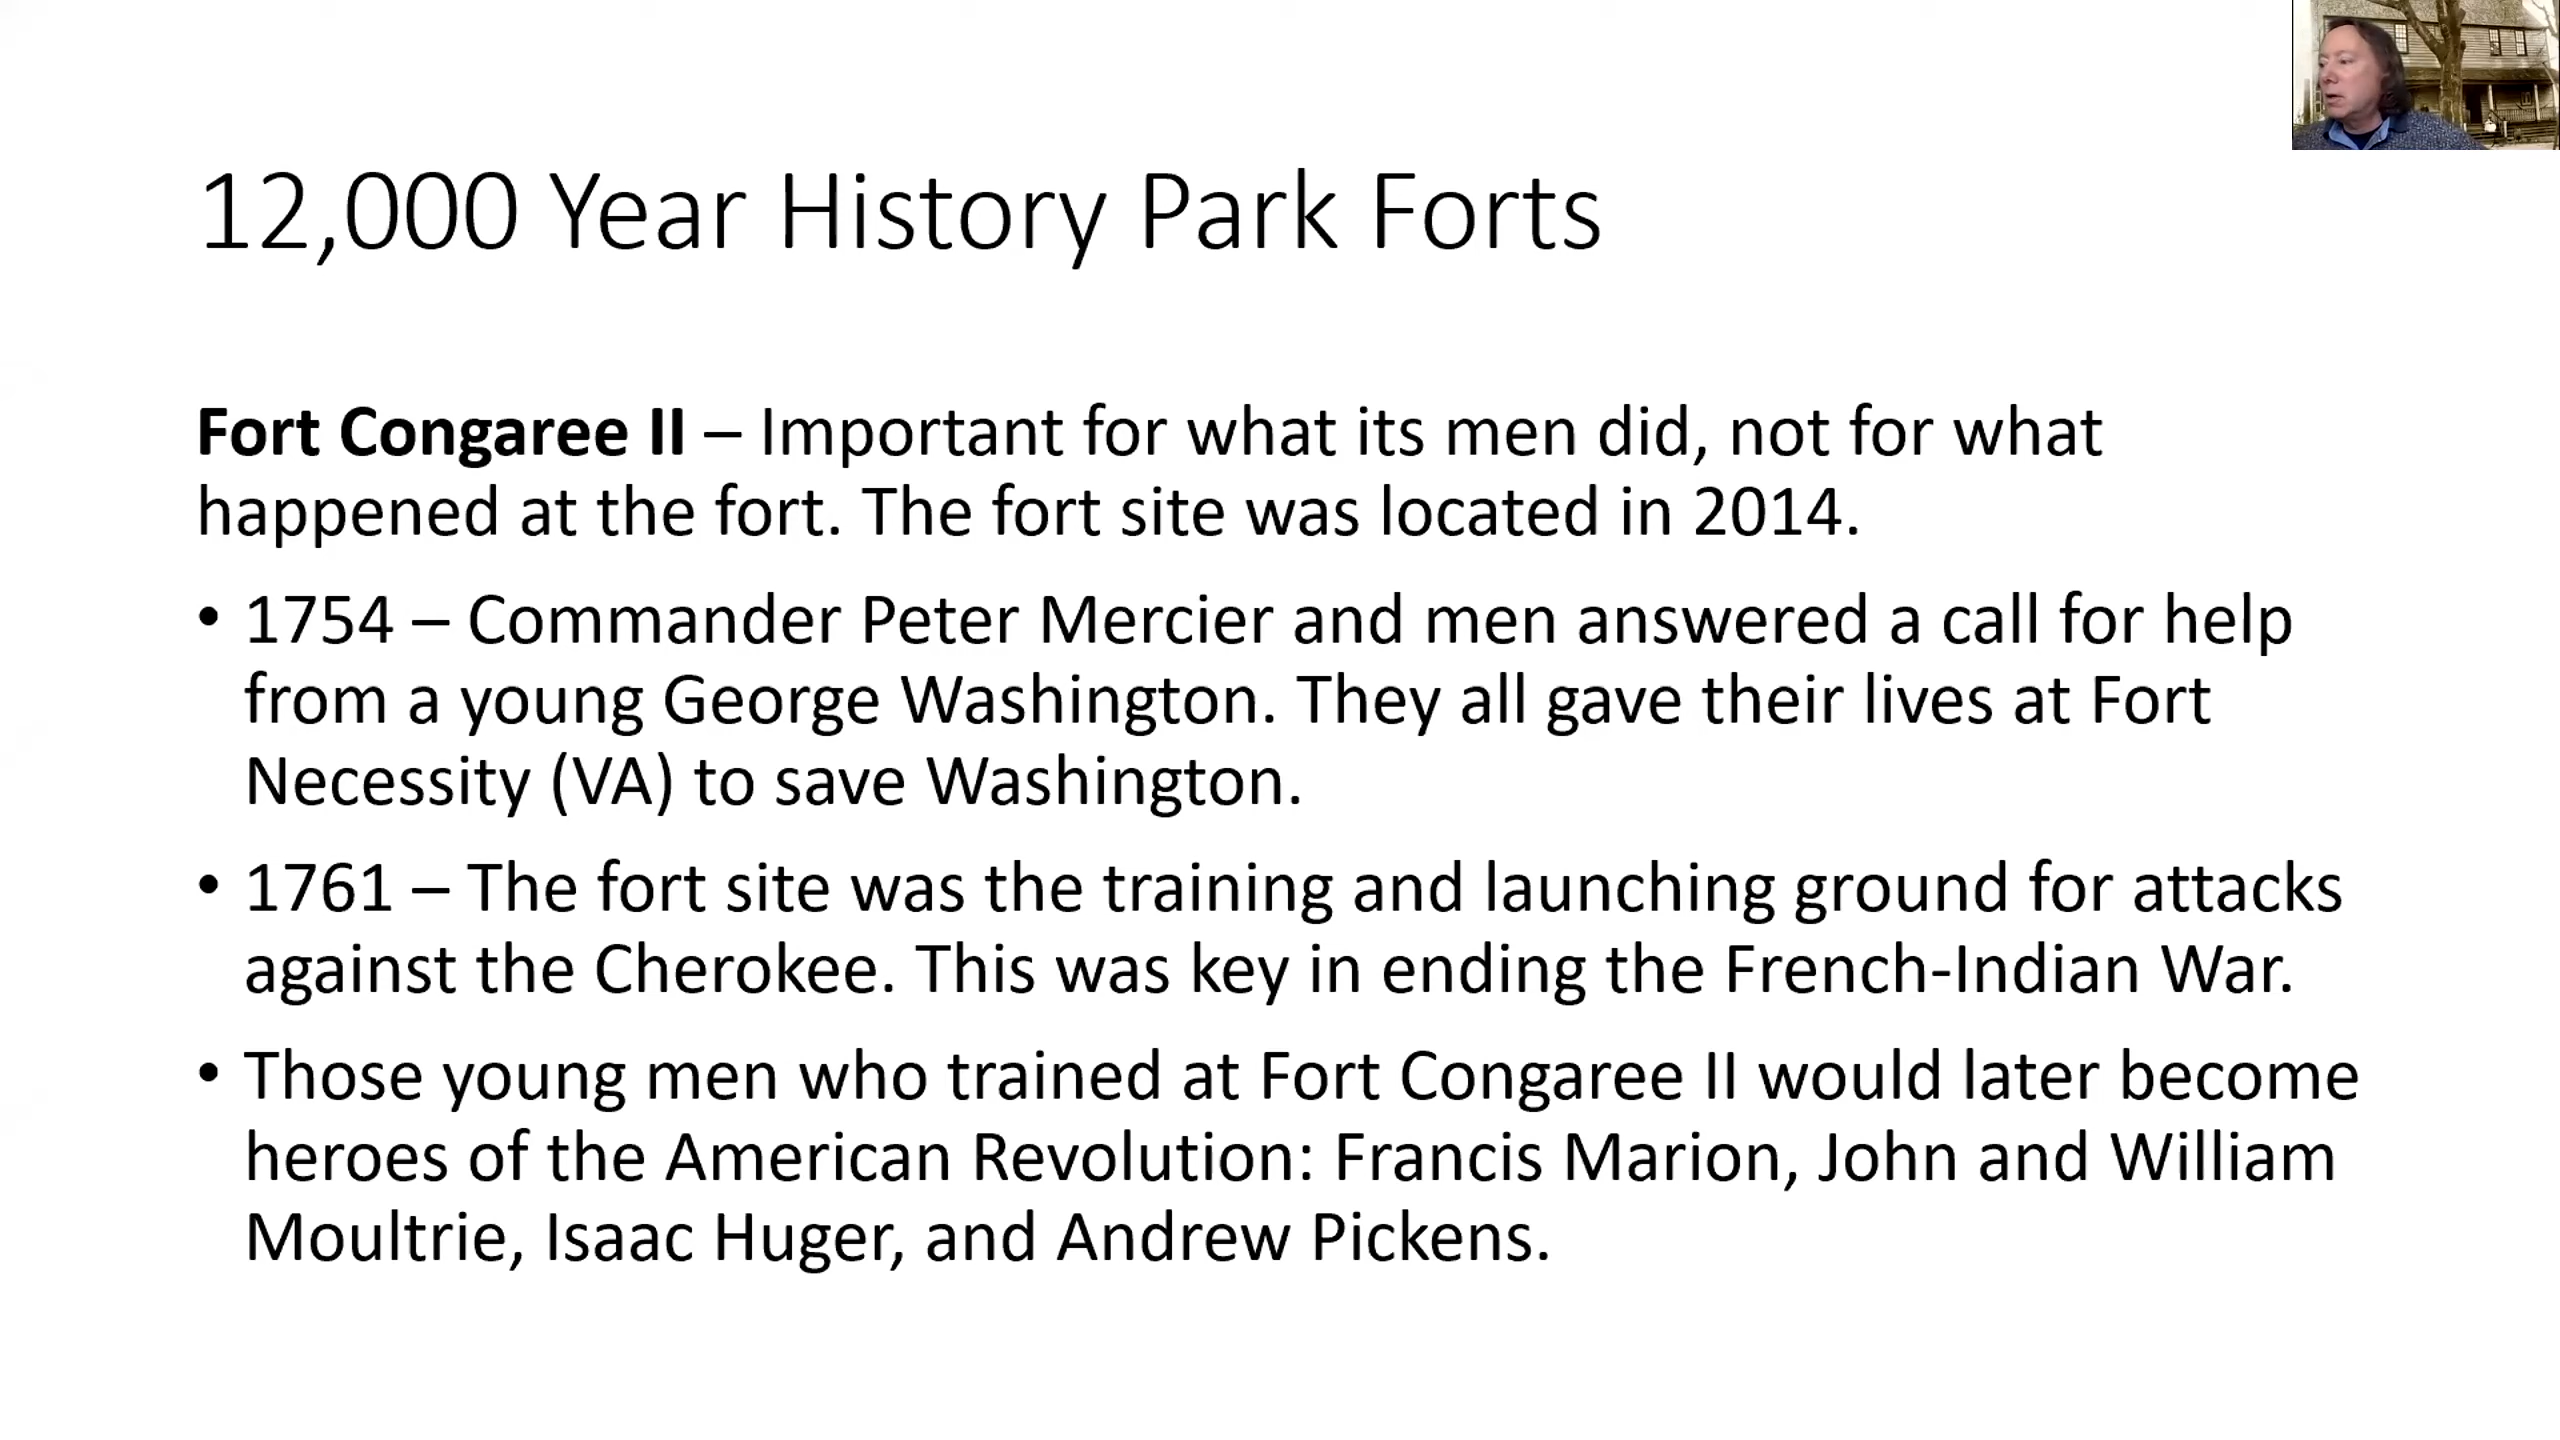 12,000 Year History Park Forts
Fort Congaree II – Important for what its men did, not for what
happened at the fort. The fort site was located in 2014.
• 1754 – Commander Peter Mercier and men answered a call for help
from a young George Washington. They all gave their lives at Fort
Necessity (VA) to save Washington.
• 1761 – The fort site was the training and launching ground for attacks
against the Cherokee. This was key in ending the French-Indian War.
• Those young men who trained at Fort Congaree II would later become
heroes of the American Revolution: Francis Marion, John and William
Moultrie, Isaac Huger, and Andrew Pickens.